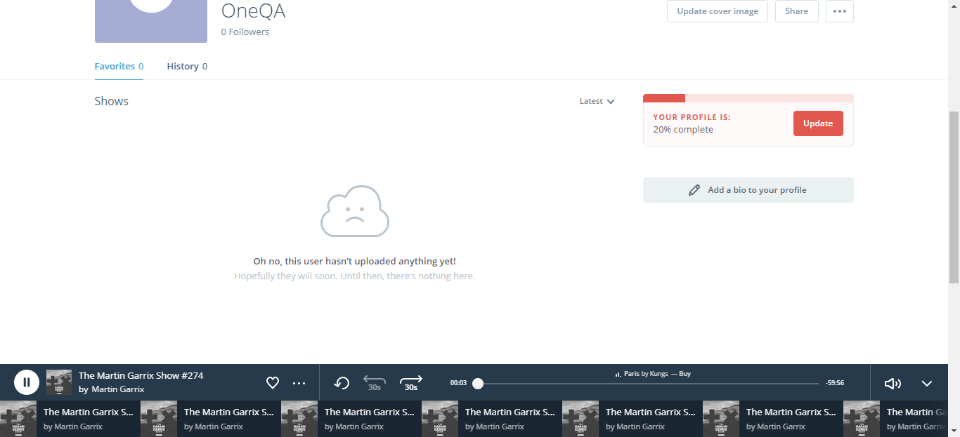 OneQA
0 Followers
Update cover image
Share
Favorites 0
History 0
Shows
Latest
YOUR PROFILE IS:
20% complete
Update
Add a bio to your profile
Oh no, this user hasn't uploaded anything yet!
Hopefully they will soon. Until then, there's nothing here.
The Martin Garrix Show #274
by Martin Garrix
30s
30s
00:03
Paris by Kungs — Buy
-59:56
The Martin Garrix S...
by Martin Garrix
The Martin Garrix S...
by Martin Garrix
The Martin Garrix S...
by Martin Garrix
The Martin Garrix S...
by Martin Garrix
The Martin Garrix S...
by Martin Garrix
The Martin Garrix S...
by Martin Garrix
The Martin G
by Martin Garrix